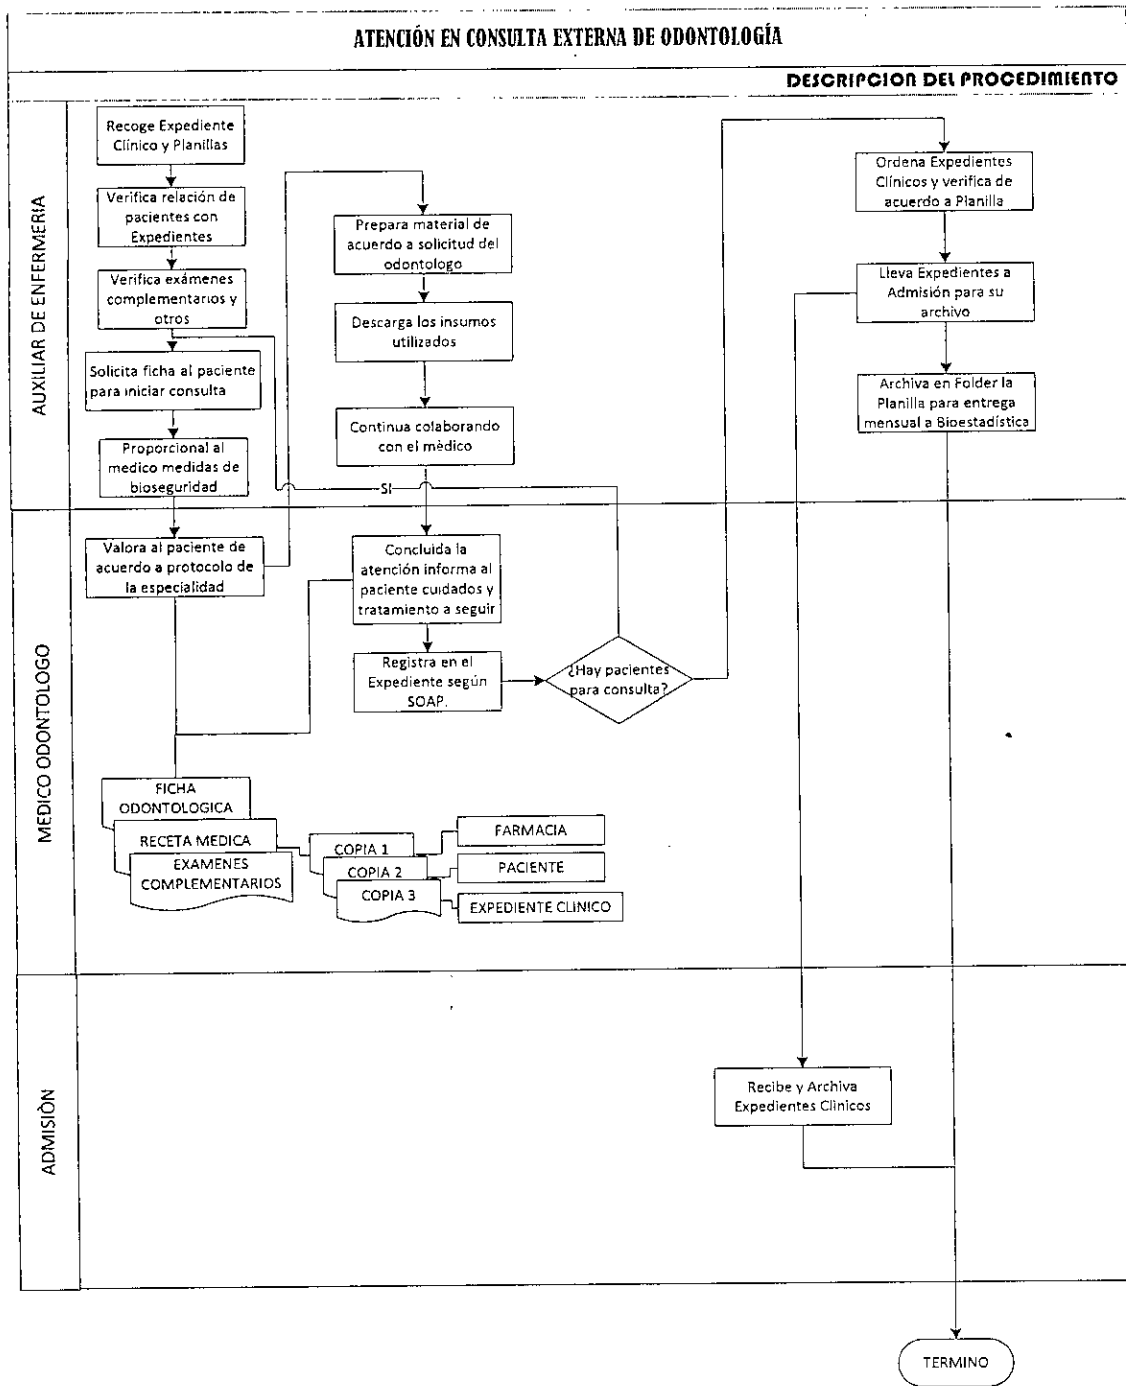 ATENCIÓN EN CONSULTA EXTERNA DE ODONTOLOGÍA
DESCRIPCION DEL PROCEDIMIENTO
AUXILIAR DE ENFERMERIA
Recoge Expediente
Clínico y Planillas
Verifica relación de
pacientes con
Expedientes
Verifica exámenes
complementarios y
otros
Solicita ficha al paciente
para iniciar consulta
Proporcional al
medico medidas de
bioseguridad
Prepara material de
acuerdo a solicitud del
odontologo
Descarga los insumos
utilizados
Continua colaborando
con el mèdico
SI
Ordena Expedientes
Clínicos y verifica de
acuerdo a Planilla
Lleva Expedientes a
Admisión para su
archivo
Archiva en Folder la
Planilla para entrega
mensual a Bioestadística
MEDICO ODONTOLOGO
Valora al paciente de
acuerdo a protocolo de
la especialidad
Concluida la
atención informa al
paciente cuidados y
tratamiento a seguir
Registra en el
Expediente según
SOAP.
¿Hay pacientes
para consulta?
FICHA
ODONTOLOGICA
RECETA MEDICA
EXAMENES
COMPLEMENTARIOS
COPIA 1
COPIA 2
COPIA 3
FARMACIA
PACIENTE
EXPEDIENTE CLINICO
ADMISIÒN
Recibe y Archiva
Expedientes Clinicos
TERMINO